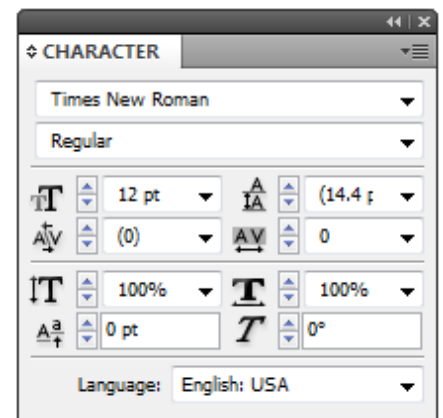 CHARACTER
Times New Roman
Regular
12 pt (14.4 p
(0) 0
100% 100%
0 pt 0°
Language: English: USA